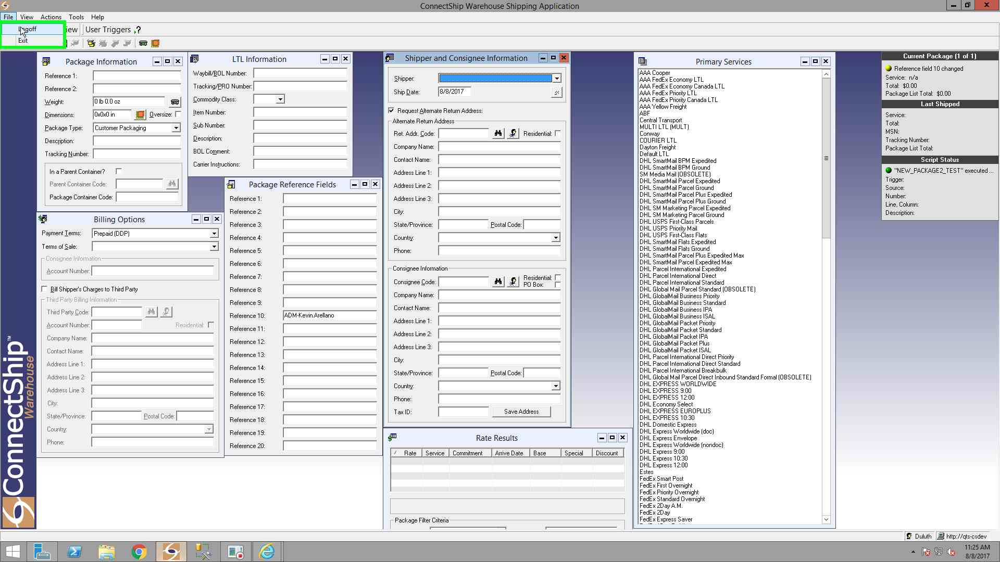 ConnectShip Warehouse Shipping Application
File View Actions Tools Help
Logoff
Exit
iew User Triggers ?
Package Information
Reference 1:
Reference 2:
Weight: 0 lb 0.0 oz
Dimensions: 0x0x0 in Oversize:
Package Type: Customer Packaging
Description:
Tracking Number:
In a Parent Container?
Parent Container Code:
Package Container Code:
LTL Information
Waybill/BOL Number:
Tracking/PRO Number:
Commodity Class:
Item Number:
Sub Number:
Description:
BOL Comment:
Carrier Instructions:
Billing Options
Payment Terms: Prepaid (DDP)
Terms of Sale:
Consignee Information
Account Number:
Bill Shipper's Charges to Third Party
Third Party Billing Information
Third Party Code:
Account Number: Residential:
Company Name:
Contact Name:
Address Line 1:
Address Line 2:
Address Line 3:
City:
State/Province: Postal Code:
Country:
Phone:
Package Reference Fields
Reference 1:
Reference 2:
Reference 3:
Reference 4:
Reference 5:
Reference 6:
Reference 7:
Reference 8:
Reference 9:
Reference 10: ADM-Kevin.Arellano
Reference 11:
Reference 12:
Reference 13:
Reference 14:
Reference 15:
Reference 16:
Reference 17:
Reference 18:
Reference 19:
Reference 20:
Shipper and Consignee Information
Shipper:
Ship Date: 8/8/2017 <<
Request Alternate Return Address:
Alternate Return Address
Ret. Addr. Code: Residential:
Company Name:
Contact Name:
Address Line 1:
Address Line 2:
Address Line 3:
City:
State/Province: Postal Code:
Country:
Phone:
Consignee Information
Consignee Code: Residential:
PO Box:
Company Name:
Contact Name:
Address Line 1:
Address Line 2:
Address Line 3:
City:
State/Province: Postal Code:
Country:
Phone:
Tax ID: Save Address
Rate Results
/ Rate Service Commitment Arrive Date Base Special Discount
Package Filter Criteria
Primary Services
AAA Cooper
AAA FedEx Economy LTL
AAA FedEx Economy Canada LTL
AAA FedEx Priority LTL
AAA FedEx Priority Canada LTL
AAA Yellow Freight
ABF
Central Transport
MULTI LTL (MULT)
Conway
COURIER LTL
Dayton Freight
Default LTL
DHL SmartMail BPM Expedited
DHL SmartMail BPM Ground
SM Media Mail (OBSOLETE)
DHL SmartMail Parcel Expedited
DHL SmartMail Parcel Ground
DHL SmartMail Parcel Plus Expedited
DHL SmartMail Parcel Plus Ground
DHL SM Marketing Parcel Expedited
DHL SM Marketing Parcel Ground
DHL USPS First-Class Parcels
DHL USPS Priority Mail
DHL USPS First-Class Flats
DHL SmartMail Flats Expedited
DHL SmartMail Flats Ground
DHL SmartMail Parcel Plus Expedited Max
DHL SmartMail Parcel Expedited Max
DHL Parcel International Expedited
DHL Parcel International Direct
DHL Parcel International Standard
DHL Global Mail Parcel Standard (OBSOLETE)
DHL GlobalMail Business Priority
DHL GlobalMail Business Standard
DHL GlobalMail Business IPA
DHL GlobalMail Business ISAL
DHL GlobalMail Packet Priority
DHL GlobalMail Packet Standard
DHL GlobalMail Packet IPA
DHL GlobalMail Packet Plus
DHL GlobalMail Packet ISAL
DHL Parcel International Direct Priority
DHL Parcel International Direct Standard
DHL Parcel International Breakbulk
DHL Global Mail Parcel Direct Inbound Standard Formal (OBSOLETE)
DHL EXPRESS WORLDWIDE
DHL EXPRESS 9:00
DHL EXPRESS 12:00
DHL Economy Select
DHL EXPRESS EUROPLUS
DHL EXPRESS 10:30
DHL Domestic Express
DHL Express Worldwide (doc)
DHL Express Envelope
DHL Express Worldwide (nondoc)
DHL Express 9:00
DHL Express 10:30
DHL Express 12:00
Estes
FedEx Smart Post
FedEx First Overnight
FedEx Priority Overnight
FedEx Standard Overnight
FedEx 2Day A.M.
FedEx 2Day
FedEx Express Saver
Current Package (1 of 1)
Reference field 10 changed
Service: n/a
Total: $0.00
Package List Total: $0.00
Last Shipped
Service:
Total:
MSN:
Tracking Number:
Package List Total:
Script Status
"NEW_PACKAGE2_TEST" executed ...
Trigger:
Source:
Number:
Line, Column:
Description:
ConnectShip™
Warehouse
Duluth http://qts-csdev
11:25 AM
8/8/2017